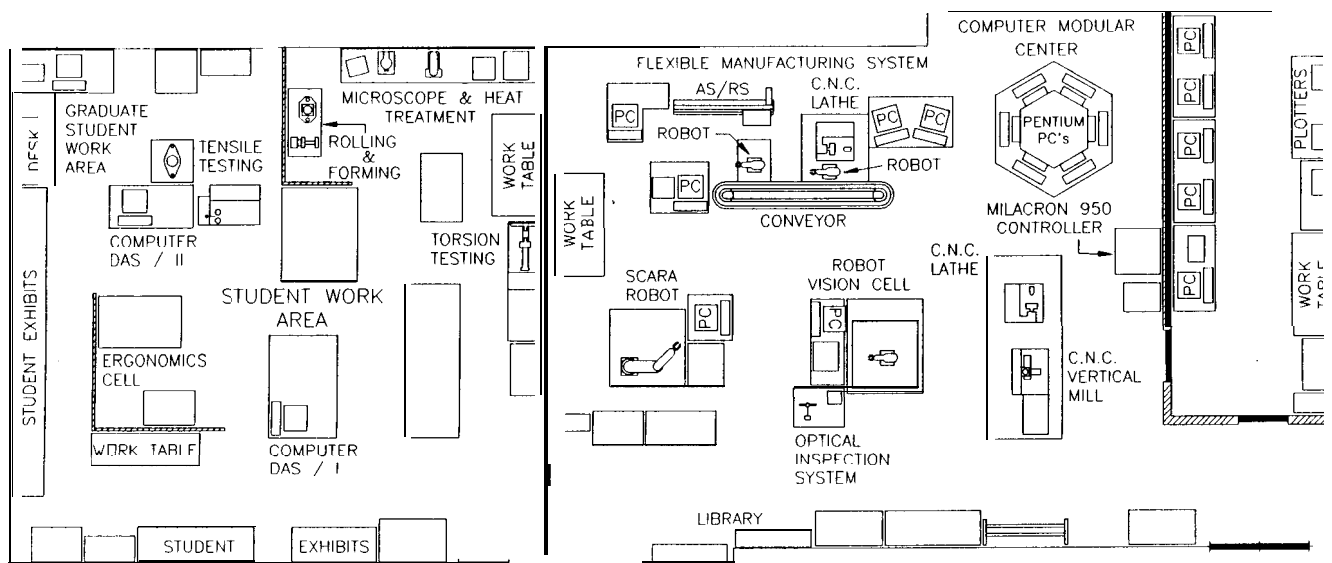 COMPUTER MODULAR
CENTER
FLEXIBLE MANUFACTURING SYSTEM
PC
PC
PLOTTERS
MICROSCOPE & HEAT
TREATMENT
AS/RS
C.N.C.
LATHE
PC
PC
PC
PENTIUM
PC's
DESK
GRADUATE
STUDENT
WORK
AREA
TENSILE
TESTING
ROLLING
&
FORMING
WORK
TABLE
ROBOT
ROBOT
PC
PC
PC
CONVEYOR
WORK
TABLE
MILACRON 950
CONTROLLER
COMPUTER
DAS / II
TORSION
TESTING
C.N.C.
LATHE
STUDENT EXHIBITS
STUDENT WORK
AREA
SCARA
ROBOT
PC
ROBOT
VISION CELL
PC
PC
WORK
TABLE
ERGONOMICS
CELL
C.N.C.
VERTICAL
MILL
WORK TABLE
COMPUTER
DAS / I
OPTICAL
INSPECTION
SYSTEM
LIBRARY
STUDENT
EXHIBITS